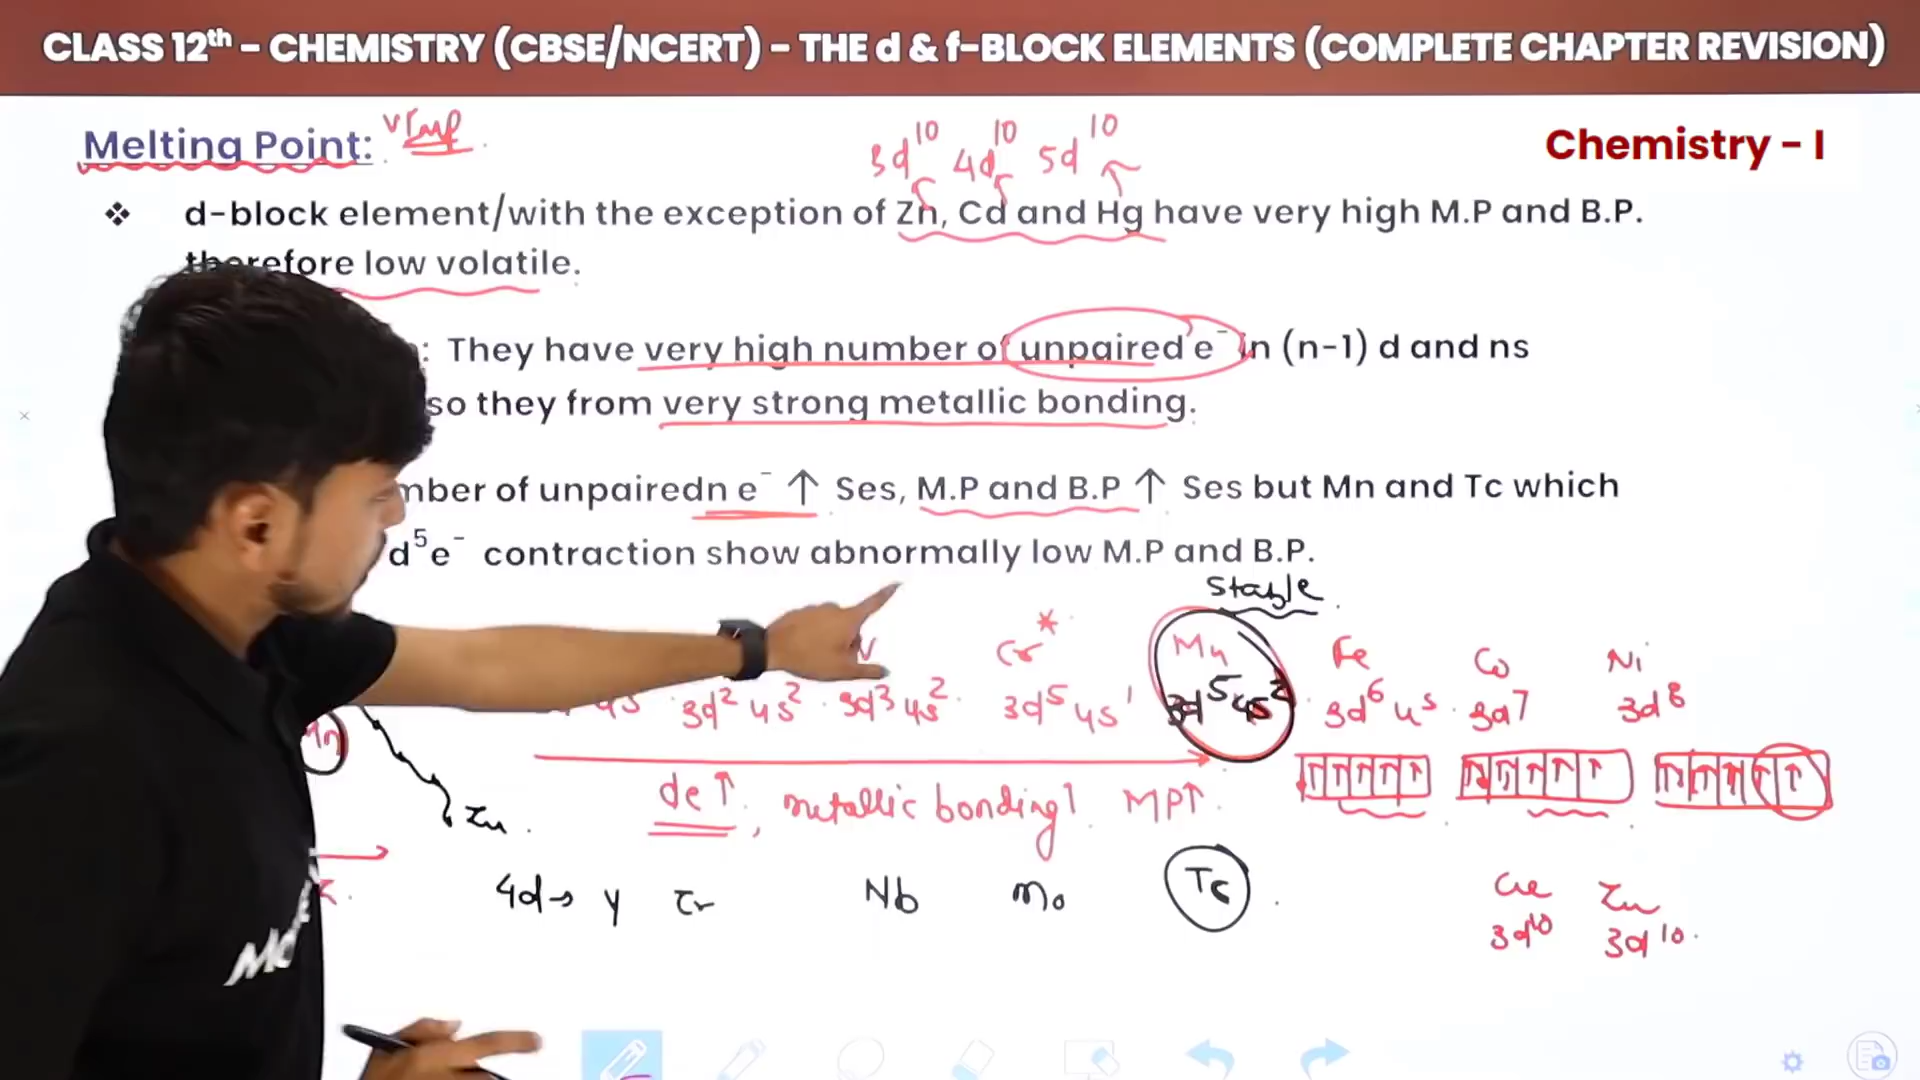 CLASS 12th - CHEMISTRY (CBSE/NCERT) - THE d & f-BLOCK ELEMENTS (COMPLETE CHAPTER REVISION)
Melting Point: VImp
Chemistry - I
3d10 4d10 5d10
❖ d-block element/with the exception of Zn, Cd and Hg have very high M.P and B.P.
therefore low volatile.
: They have very high number of unpaired e⁻ in (n-1) d and ns
so they from very strong metallic bonding.
mber of unpairedn e⁻ ↑ Ses, M.P and B.P ↑ Ses but Mn and Tc which
d⁵e⁻ contraction show abnormally low M.P and B.P.
Stable
V Cr* Mn Fe Co Ni
4s 3d² 4s² 3d³ 4s² 3d⁵ 4s¹ 3d⁵ 4s² 3d⁶ 4s 3d⁷ 3d⁸
Mn
de↑, metallic bonding↑ MP↑
Zn
4d→ Y Zr Nb Mo Tc
Cu Zn
3d10 3d10